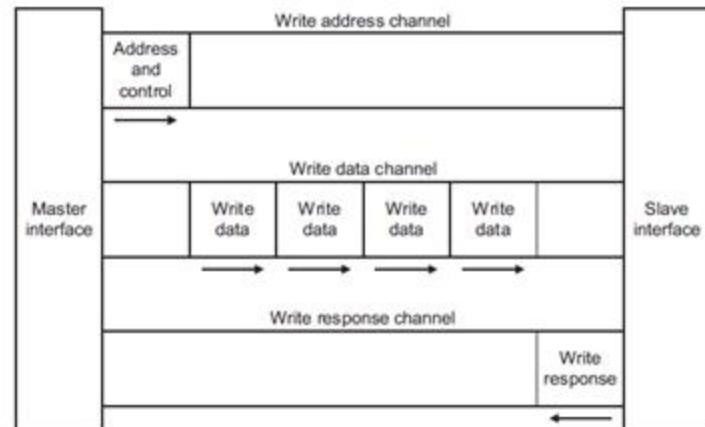 Write address channel
Address
and
control
Write data channel
Master
interface
Write
data
Write
data
Write
data
Write
data
Slave
interface
Write response channel
Write
response